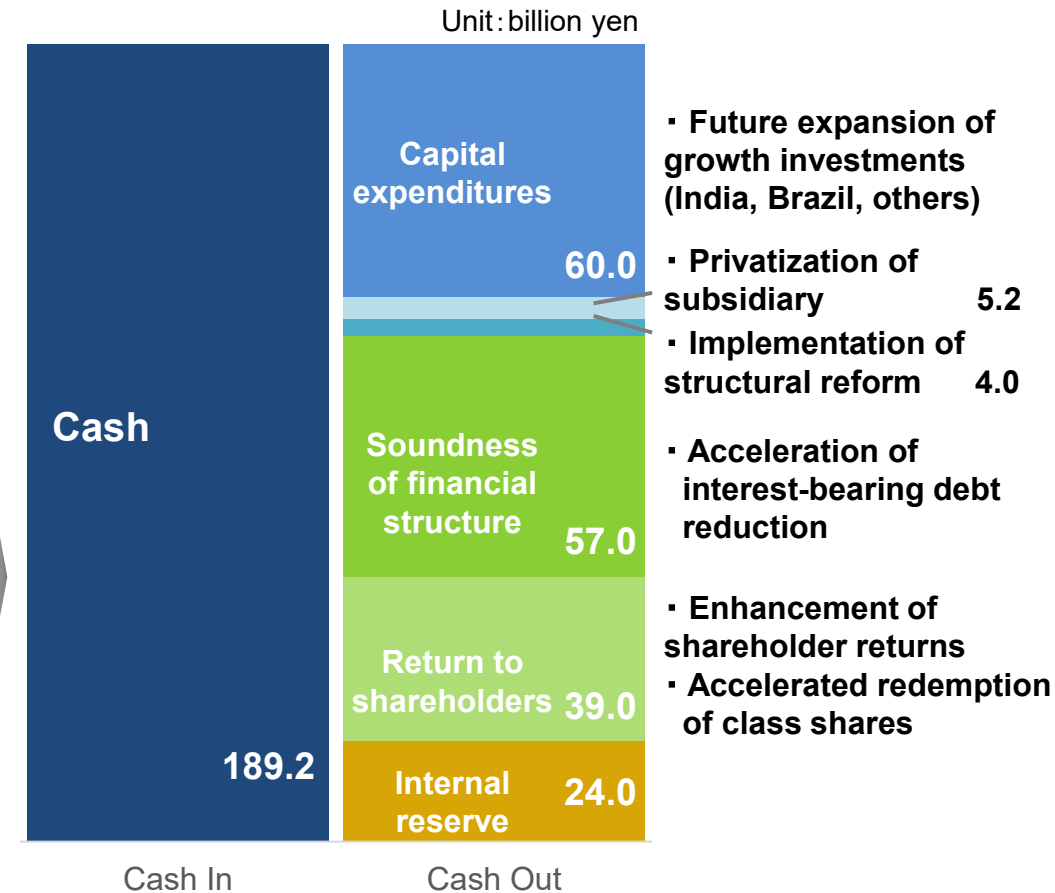 Unit：billion yen
Capital
expenditures
60.0
Soundness
of financial
structure
57.0
Return to
shareholders 39.0
Internal
reserve
24.0
Cash
189.2
Cash In
Cash Out
・Future expansion of
growth investments
(India, Brazil, others)
・Privatization of
subsidiary 5.2
・Implementation of
structural reform 4.0
・Acceleration of
interest-bearing debt
reduction
・Enhancement of
shareholder returns
・Accelerated redemption
of class shares